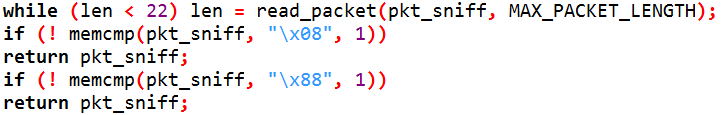 while (len < 22) len = read_packet(pkt_sniff, MAX_PACKET_LENGTH);
if (! memcmp(pkt_sniff, "\x08", 1))
return pkt_sniff;
if (! memcmp(pkt_sniff, "\x88", 1))
return pkt_sniff;